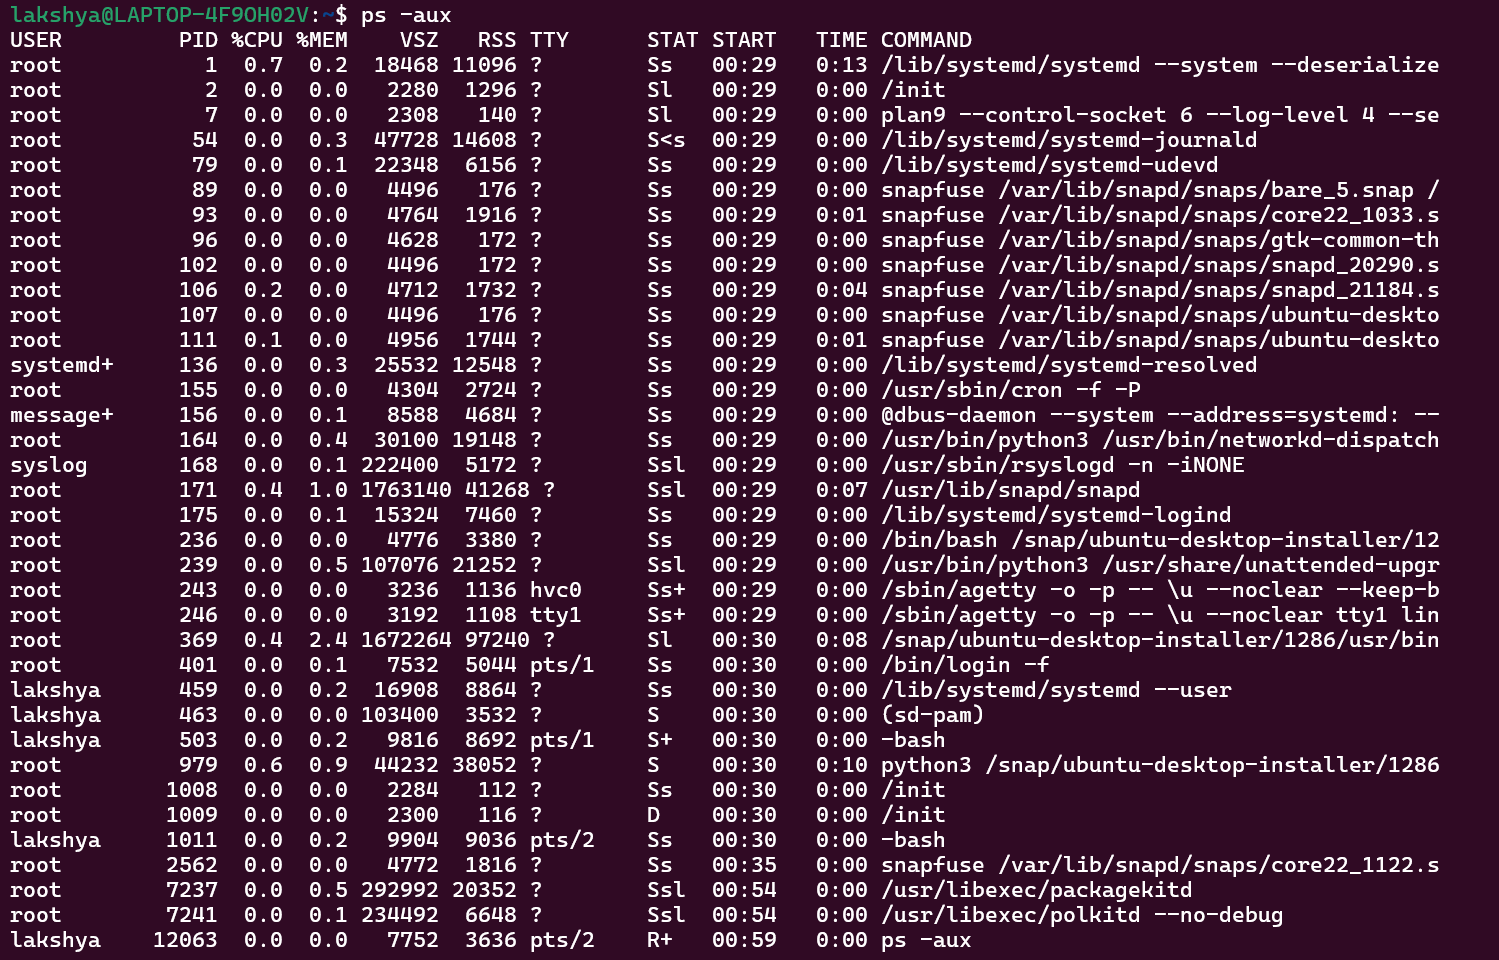 lakshya@LAPTOP-4F9OH02V:~$ ps -aux
USER         PID %CPU %MEM    VSZ   RSS TTY      STAT START   TIME COMMAND
root           1  0.7  0.2  18468 11096 ?        Ss   00:29   0:13 /lib/systemd/systemd --system --deserialize
root           2  0.0  0.0   2280  1296 ?        Sl   00:29   0:00 /init
root           7  0.0  0.0   2308   140 ?        Sl   00:29   0:00 plan9 --control-socket 6 --log-level 4 --se
root          54  0.0  0.3  47728 14608 ?        S<s  00:29   0:00 /lib/systemd/systemd-journald
root          79  0.0  0.1  22348  6156 ?        Ss   00:29   0:00 /lib/systemd/systemd-udevd
root          89  0.0  0.0   4496   176 ?        Ss   00:29   0:00 snapfuse /var/lib/snapd/snaps/bare_5.snap /
root          93  0.0  0.0   4764  1916 ?        Ss   00:29   0:01 snapfuse /var/lib/snapd/snaps/core22_1033.s
root          96  0.0  0.0   4628   172 ?        Ss   00:29   0:00 snapfuse /var/lib/snapd/snaps/gtk-common-th
root         102  0.0  0.0   4496   172 ?        Ss   00:29   0:00 snapfuse /var/lib/snapd/snaps/snapd_20290.s
root         106  0.2  0.0   4712  1732 ?        Ss   00:29   0:04 snapfuse /var/lib/snapd/snaps/snapd_21184.s
root         107  0.0  0.0   4496   176 ?        Ss   00:29   0:00 snapfuse /var/lib/snapd/snaps/ubuntu-deskto
root         111  0.1  0.0   4956  1744 ?        Ss   00:29   0:01 snapfuse /var/lib/snapd/snaps/ubuntu-deskto
systemd+     136  0.0  0.3  25532 12548 ?        Ss   00:29   0:00 /lib/systemd/systemd-resolved
root         155  0.0  0.0   4304  2724 ?        Ss   00:29   0:00 /usr/sbin/cron -f -P
message+     156  0.0  0.1   8588  4684 ?        Ss   00:29   0:00 @dbus-daemon --system --address=systemd: --
root         164  0.0  0.4  30100 19148 ?        Ss   00:29   0:00 /usr/bin/python3 /usr/bin/networkd-dispatch
syslog       168  0.0  0.1 222400  5172 ?        Ssl  00:29   0:00 /usr/sbin/rsyslogd -n -iNONE
root         171  0.4  1.0 1763140 41268 ?       Ssl  00:29   0:07 /usr/lib/snapd/snapd
root         175  0.0  0.1  15324  7460 ?        Ss   00:29   0:00 /lib/systemd/systemd-logind
root         236  0.0  0.0   4776  3380 ?        Ss   00:29   0:00 /bin/bash /snap/ubuntu-desktop-installer/12
root         239  0.0  0.5 107076 21252 ?        Ssl  00:29   0:00 /usr/bin/python3 /usr/share/unattended-upgr
root         243  0.0  0.0   3236  1136 hvc0     Ss+  00:29   0:00 /sbin/agetty -o -p -- \u --noclear --keep-b
root         246  0.0  0.0   3192  1108 tty1     Ss+  00:29   0:00 /sbin/agetty -o -p -- \u --noclear tty1 lin
root         369  0.4  2.4 1672264 97240 ?       Sl   00:30   0:08 /snap/ubuntu-desktop-installer/1286/usr/bin
root         401  0.0  0.1   7532  5044 pts/1    Ss   00:30   0:00 /bin/login -f
lakshya      459  0.0  0.2  16908  8864 ?        Ss   00:30   0:00 /lib/systemd/systemd --user
lakshya      463  0.0  0.0 103400  3532 ?        S    00:30   0:00 (sd-pam)
lakshya      503  0.0  0.2   9816  8692 pts/1    S+   00:30   0:00 -bash
root         979  0.6  0.9  44232 38052 ?        S    00:30   0:10 python3 /snap/ubuntu-desktop-installer/1286
root        1008  0.0  0.0   2284   112 ?        Ss   00:30   0:00 /init
root        1009  0.0  0.0   2300   116 ?        D    00:30   0:00 /init
lakshya     1011  0.0  0.2   9904  9036 pts/2    Ss   00:30   0:00 -bash
root        2562  0.0  0.0   4772  1816 ?        Ss   00:35   0:00 snapfuse /var/lib/snapd/snaps/core22_1122.s
root        7237  0.0  0.5 292992 20352 ?        Ssl  00:54   0:00 /usr/libexec/packagekitd
root        7241  0.0  0.1 234492  6648 ?        Ssl  00:54   0:00 /usr/libexec/polkitd --no-debug
lakshya    12063  0.0  0.0   7752  3636 pts/2    R+   00:59   0:00 ps -aux